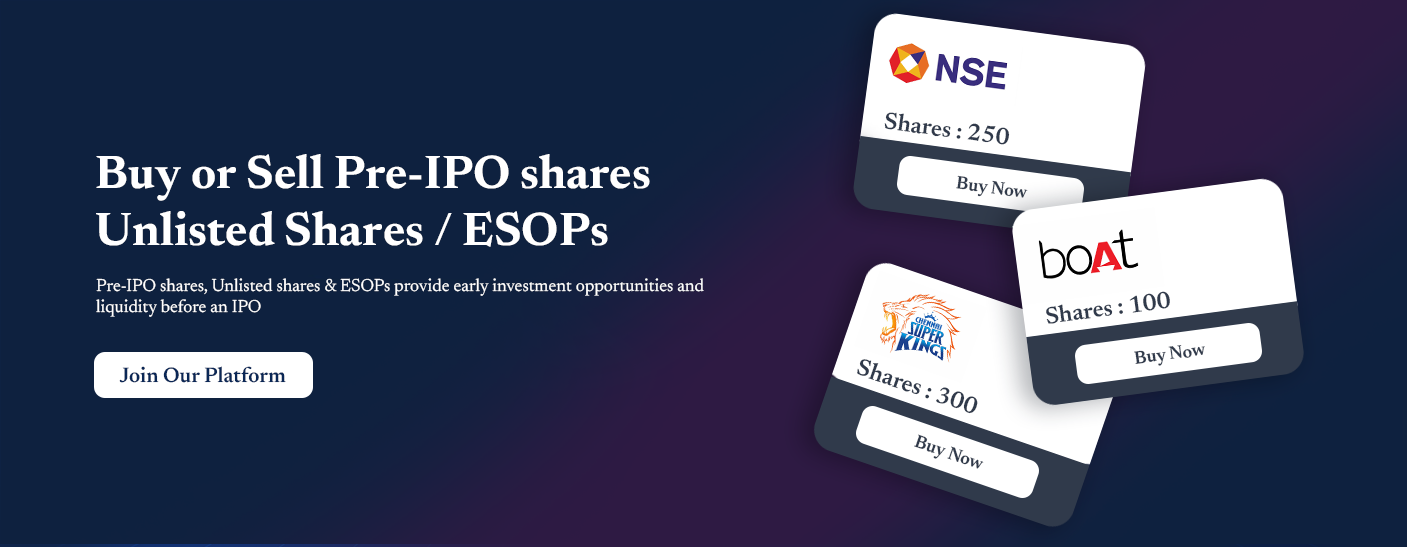 Buy or Sell Pre-IPO shares
Unlisted Shares / ESOPs
Pre-IPO shares, Unlisted shares & ESOPs provide early investment opportunities and
liquidity before an IPO
Join Our Platform
NSE
Shares : 250
Buy Now
boAt
Shares : 100
Buy Now
CHENNAI
SUPER
KINGS
Shares : 300
Buy Now